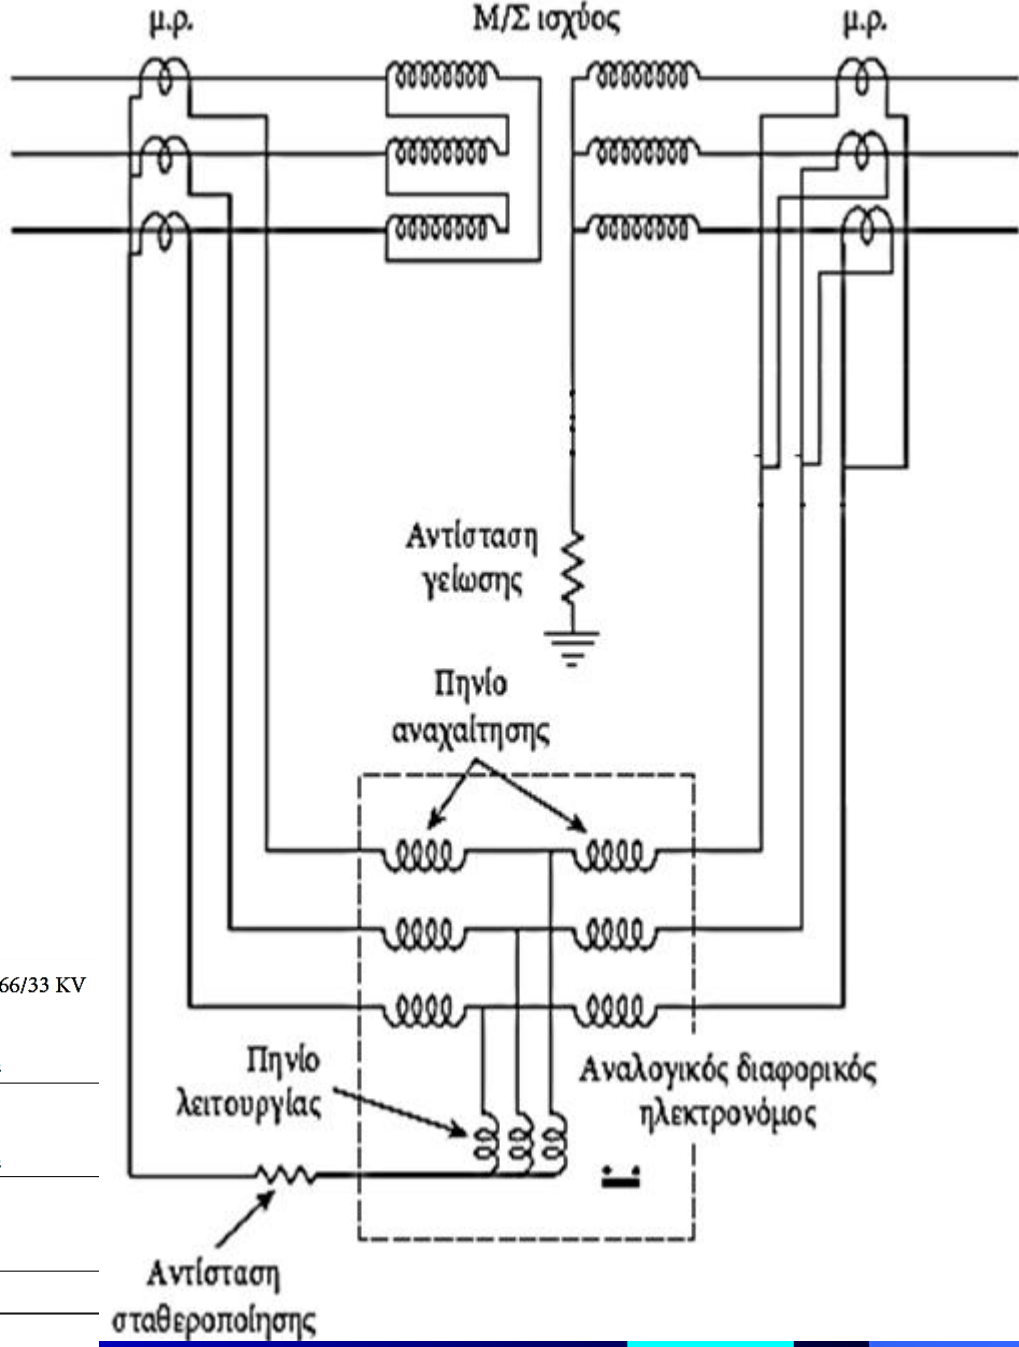 μ.ρ.
Μ/Σ ισχύος
μ.ρ.
Αντίσταση
γείωσης
Πηνίο
αναχαίτησης
66/33 KV
Πηνίο
λειτουργίας
Αναλογικός διαφορικός
ηλεκτρονόμος
Αντίσταση
σταθεροποίησης